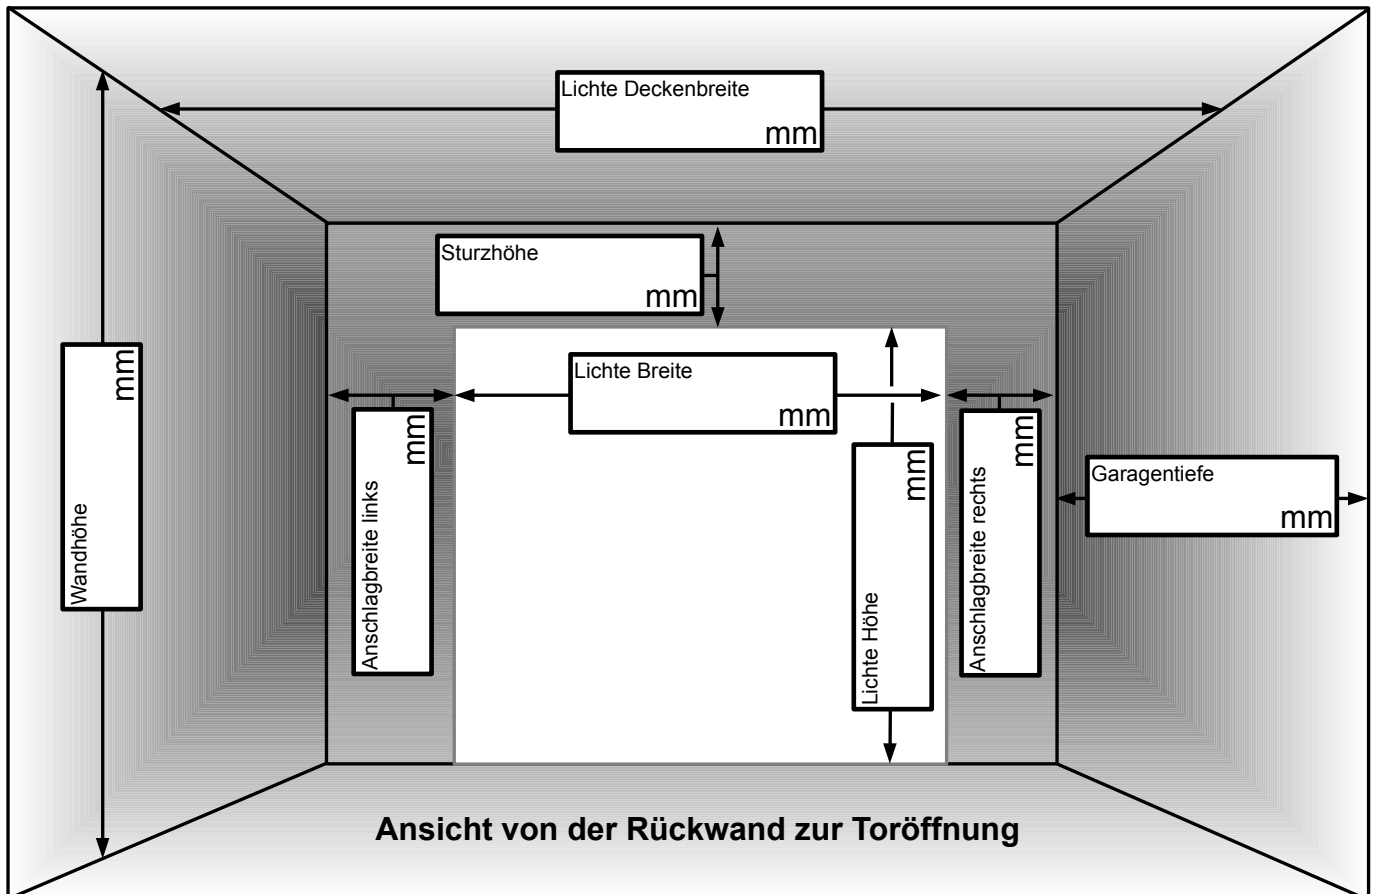 Lichte Deckenbreite
mm
Sturzhöhe
mm
Lichte Breite
mm
Wandhöhe
mm
Anschlagbreite links
mm
Lichte Höhe
mm
Anschlagbreite rechts
mm
Garagentiefe
mm
Ansicht von der Rückwand zur Toröffnung